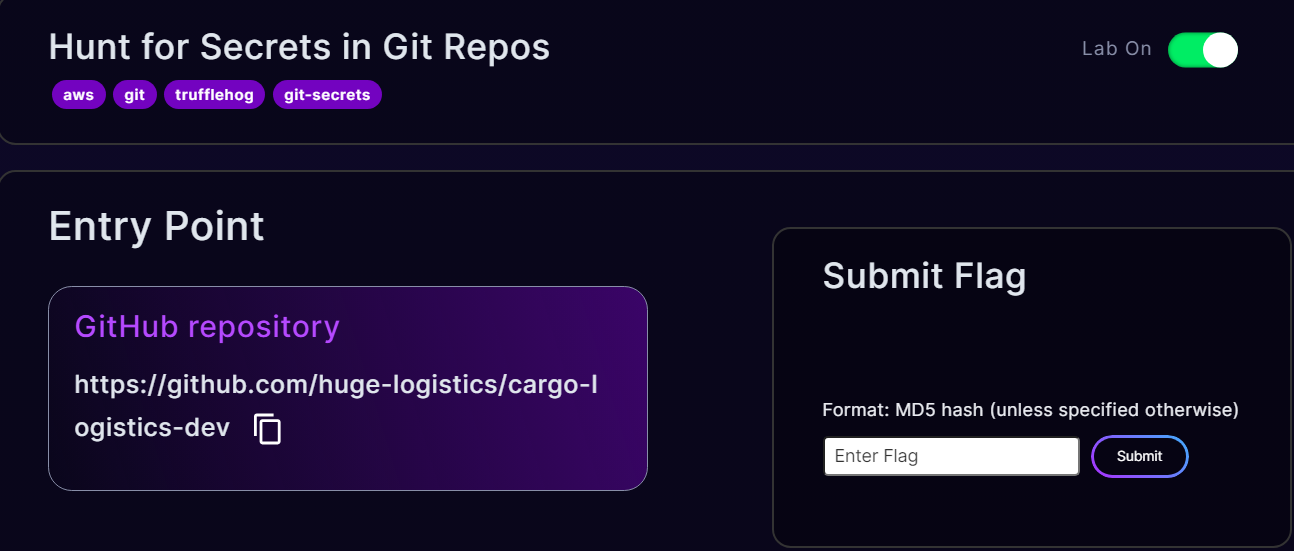 Hunt for Secrets in Git Repos
Lab On
aws git trufflehog git-secrets
Entry Point
GitHub repository
https://github.com/huge-logistics/cargo-l
ogistics-dev
Submit Flag
Format: MD5 hash (unless specified otherwise)
Enter Flag
Submit